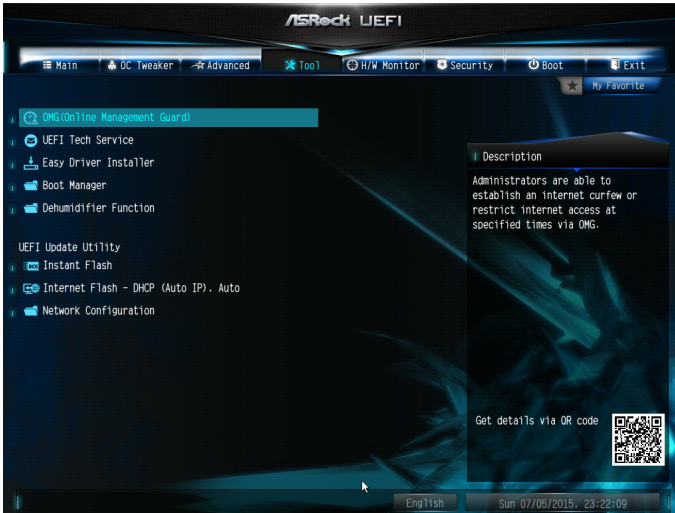 ASRock UEFI
Main OC Tweaker Advanced Tool H/W Monitor Security Boot Exit
My Favorite
OMG(Online Management Guard)
UEFI Tech Service
Easy Driver Installer
Boot Manager
Dehumidifier Function
UEFI Update Utility
Instant Flash
Internet Flash - DHCP (Auto IP). Auto
Network Configuration
Description
Administrators are able to
establish an internet curfew or
restrict internet access at
specified times via OMG.
Get details via QR code
English
Sun 07/05/2015. 23:22:09